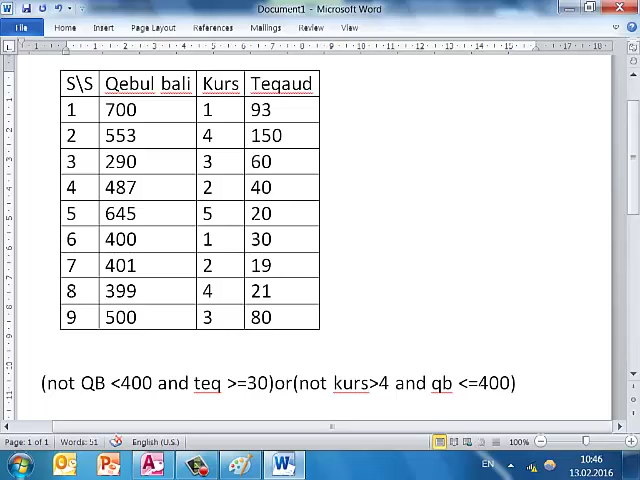 Document1 - Microsoft Word
File Home Insert Page Layout References Mailings Review View
S\S Qebul bali Kurs Teqaud
1 700 1 93
2 553 4 150
3 290 3 60
4 487 2 40
5 645 5 20
6 400 1 30
7 401 2 19
8 399 4 21
9 500 3 80
(not QB <400 and teq >=30)or(not kurs>4 and qb <=400)
Page: 1 of 1 Words: 51 English (U.S.) 100%
EN 10:46
13.02.2016